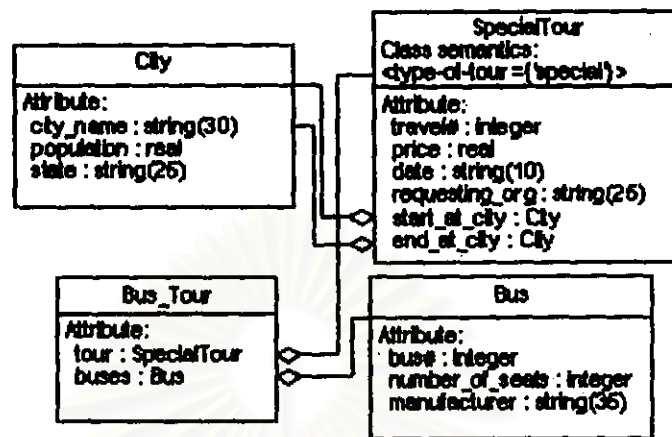 City
Attribute:
city_name : string(30)
population : real
state : string(25)
SpecialTour
Class semantics:
<type-of-tour={'special'}>
Attribute:
travel# : integer
price : real
date : string(10)
requesting_org : string(25)
start_at_city : City
end_at_city : City
Bus_Tour
Attribute:
tour : SpecialTour
buses : Bus
Bus
Attribute:
bus# : integer
number_of_seats : integer
manufacturer : string(35)